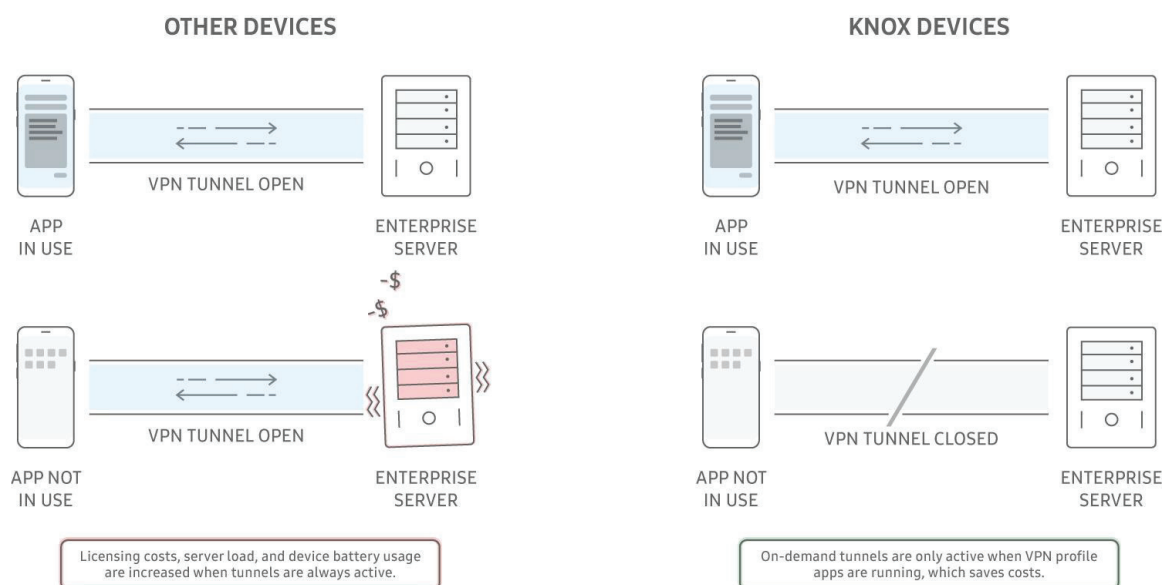 OTHER DEVICES
VPN TUNNEL OPEN
APP
IN USE
ENTERPRISE
SERVER
-$
-$
VPN TUNNEL OPEN
APP NOT
IN USE
ENTERPRISE
SERVER
Licensing costs, server load, and device battery usage
are increased when tunnels are always active.
KNOX DEVICES
VPN TUNNEL OPEN
APP
IN USE
ENTERPRISE
SERVER
VPN TUNNEL CLOSED
APP NOT
IN USE
ENTERPRISE
SERVER
On-demand tunnels are only active when VPN profile
apps are running, which saves costs.